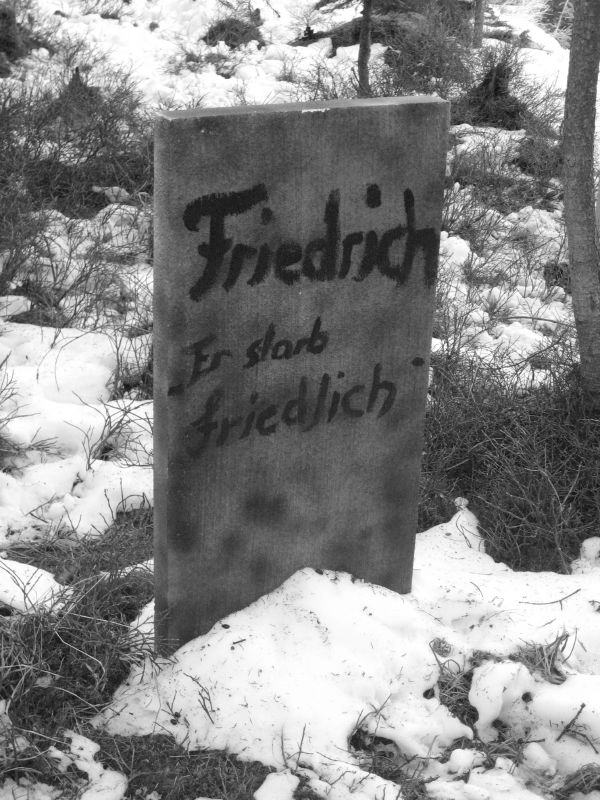 Friedrich
„Er starb
friedlich"